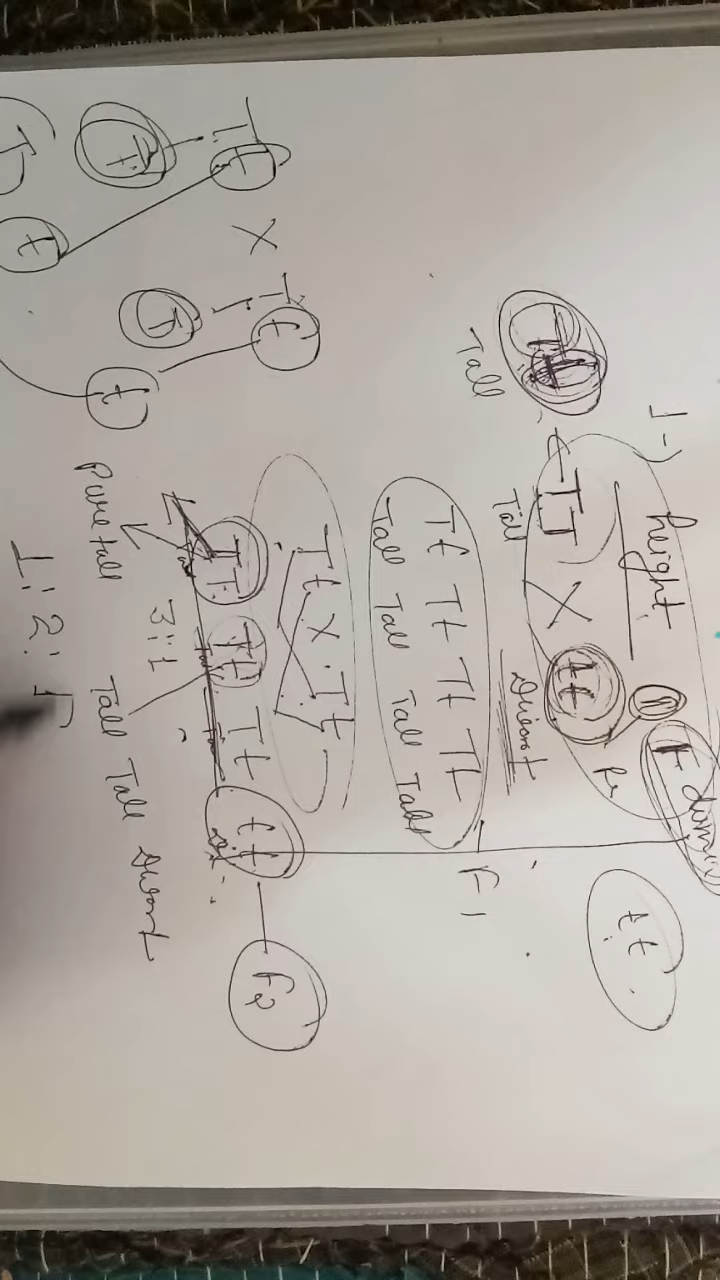 1→ height
TT X tt
Tall Dwarf
Tt
Tall
tt
F1
Tt Tt Tt Tt
Tall Tall Tall Tall
Tt X Tt
TT Tt Tt tt
F2
3:1
Pure tall Tall Tall Dwarf
1:2:1
Tt X Tt
T T
t t
T